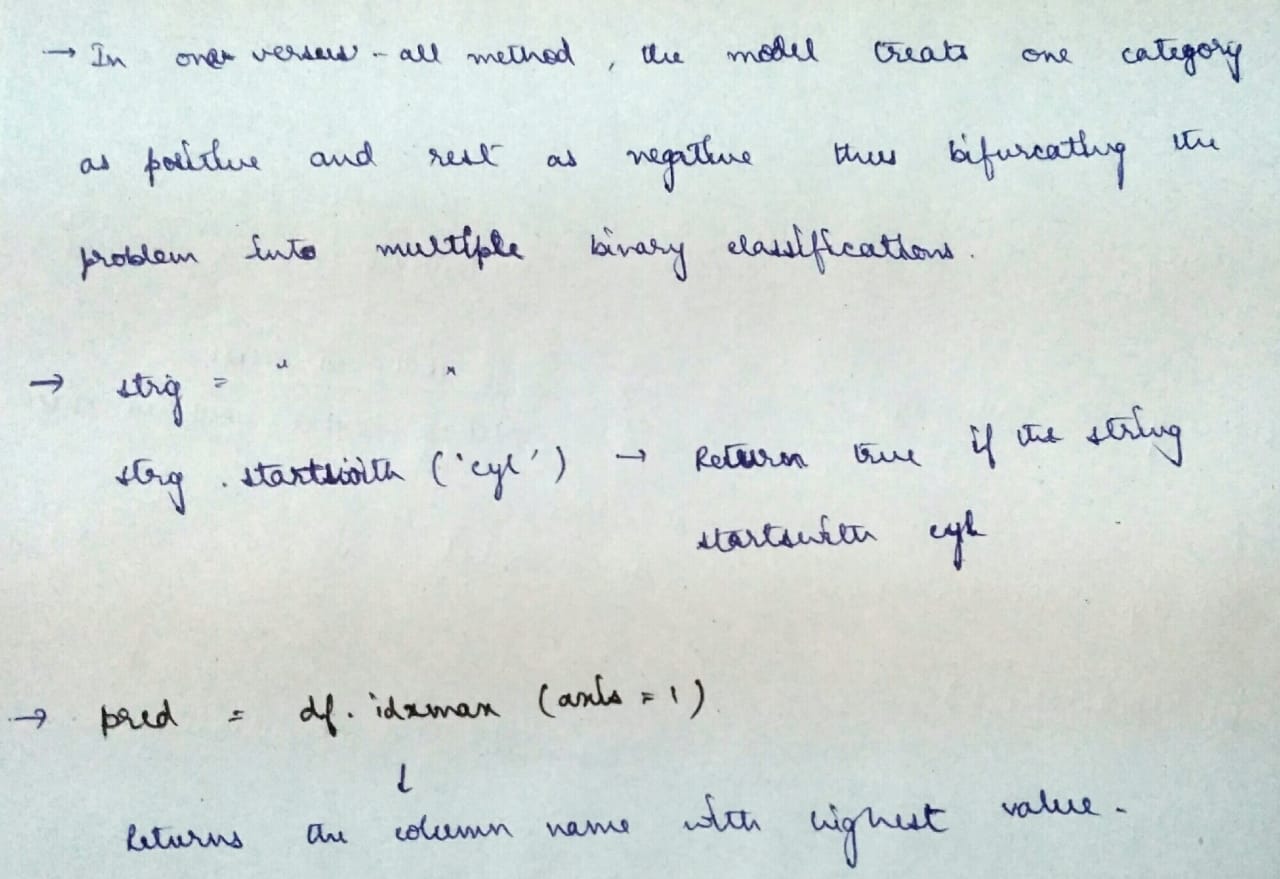 → In one versus - all method , the model treats one category
as positive and rest as negative thus bifurcating the
problem into multiple binary classifications .
→ strg = " "
strg . startswith ('cyl') → Return true if the string
startswith cyl
→ pred = df. idxmax (axis = 1)
↓
Returns the column name with highest value .